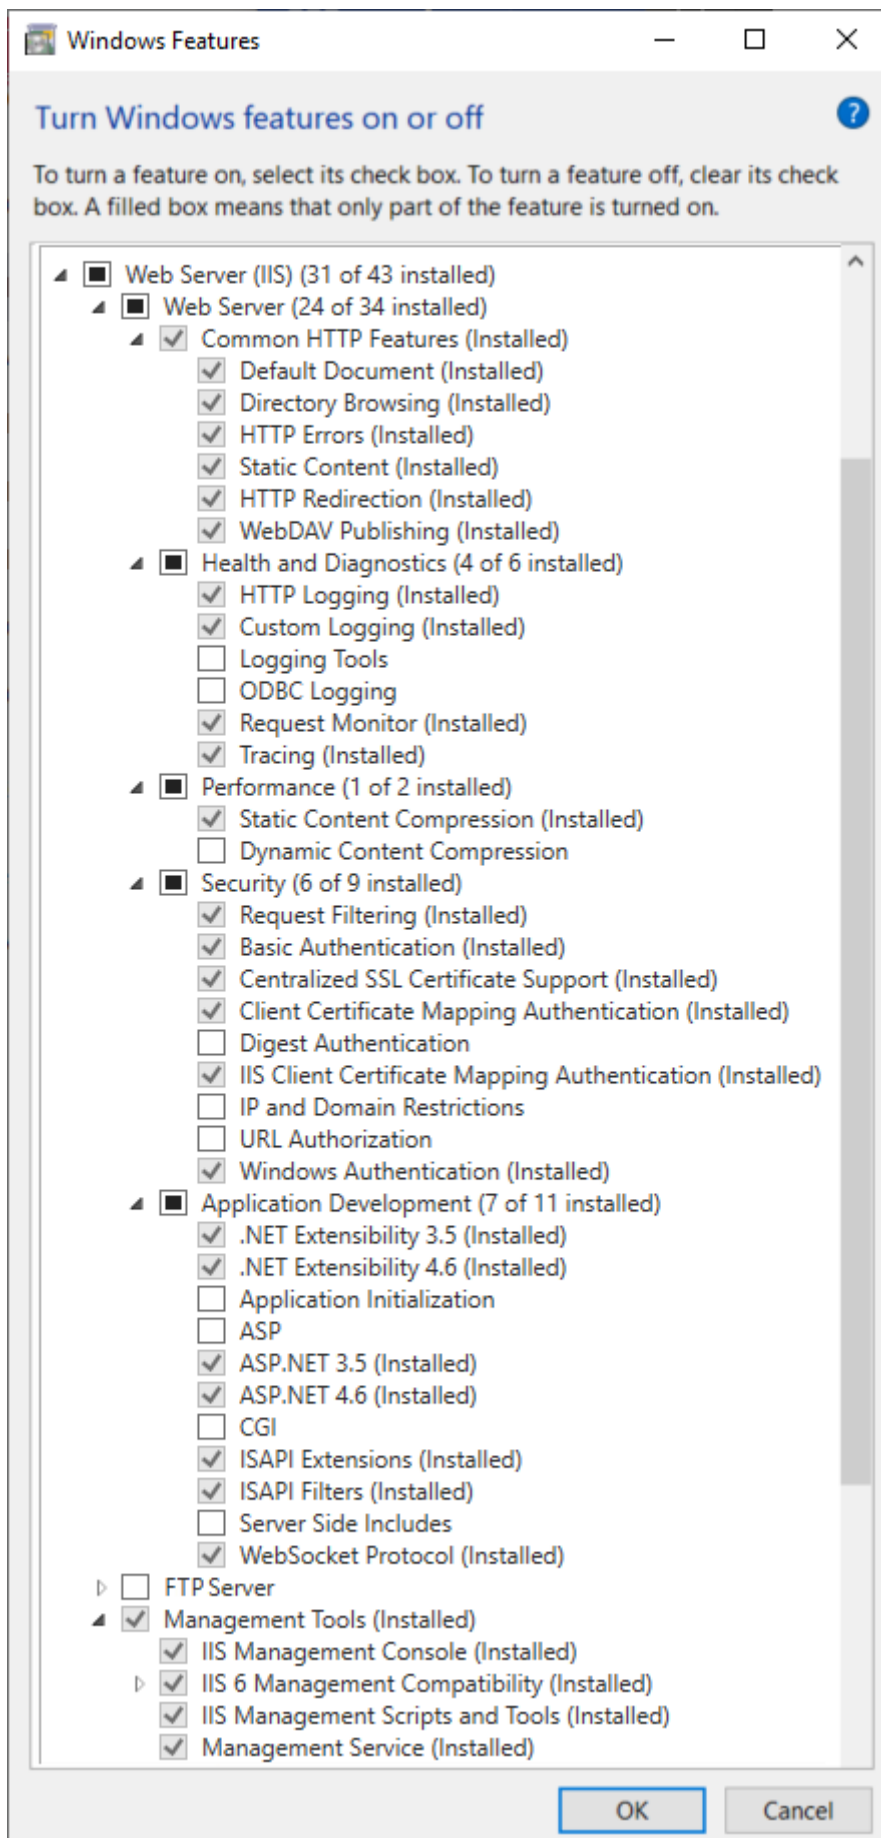 Windows Features
Turn Windows features on or off
?
To turn a feature on, select its check box. To turn a feature off, clear its check
box. A filled box means that only part of the feature is turned on.
Web Server (IIS) (31 of 43 installed)
Web Server (24 of 34 installed)
Common HTTP Features (Installed)
Default Document (Installed)
Directory Browsing (Installed)
HTTP Errors (Installed)
Static Content (Installed)
HTTP Redirection (Installed)
WebDAV Publishing (Installed)
Health and Diagnostics (4 of 6 installed)
HTTP Logging (Installed)
Custom Logging (Installed)
Logging Tools
ODBC Logging
Request Monitor (Installed)
Tracing (Installed)
Performance (1 of 2 installed)
Static Content Compression (Installed)
Dynamic Content Compression
Security (6 of 9 installed)
Request Filtering (Installed)
Basic Authentication (Installed)
Centralized SSL Certificate Support (Installed)
Client Certificate Mapping Authentication (Installed)
Digest Authentication
IIS Client Certificate Mapping Authentication (Installed)
IP and Domain Restrictions
URL Authorization
Windows Authentication (Installed)
Application Development (7 of 11 installed)
.NET Extensibility 3.5 (Installed)
.NET Extensibility 4.6 (Installed)
Application Initialization
ASP
ASP.NET 3.5 (Installed)
ASP.NET 4.6 (Installed)
CGI
ISAPI Extensions (Installed)
ISAPI Filters (Installed)
Server Side Includes
WebSocket Protocol (Installed)
FTP Server
Management Tools (Installed)
IIS Management Console (Installed)
IIS 6 Management Compatibility (Installed)
IIS Management Scripts and Tools (Installed)
Management Service (Installed)
OK Cancel